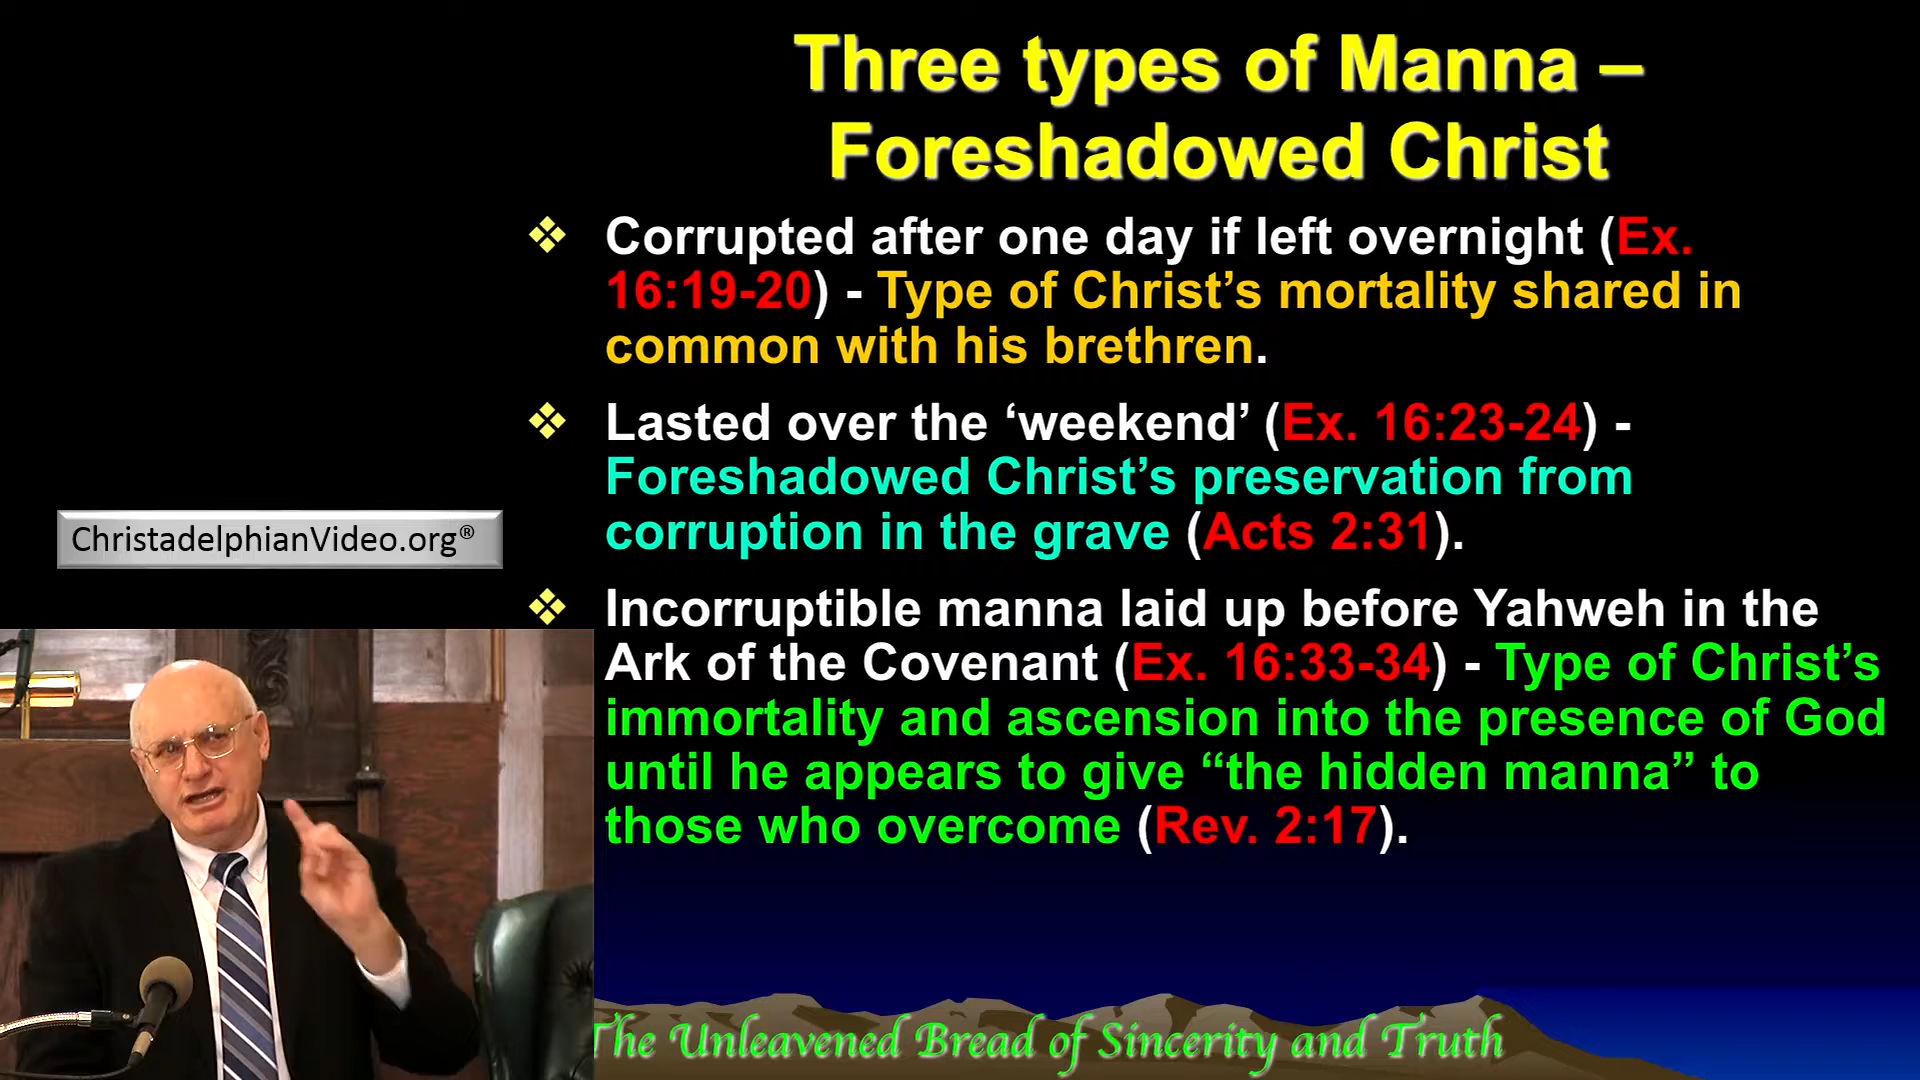 Three types of Manna –
Foreshadowed Christ
❖ Corrupted after one day if left overnight (Ex.
16:19-20) - Type of Christ’s mortality shared in
common with his brethren.
❖ Lasted over the ‘weekend’ (Ex. 16:23-24) -
Foreshadowed Christ’s preservation from
corruption in the grave (Acts 2:31).
❖ Incorruptible manna laid up before Yahweh in the
Ark of the Covenant (Ex. 16:33-34) - Type of Christ’s
immortality and ascension into the presence of God
until he appears to give “the hidden manna” to
those who overcome (Rev. 2:17).
ChristadelphianVideo.org®
The Unleavened Bread of Sincerity and Truth